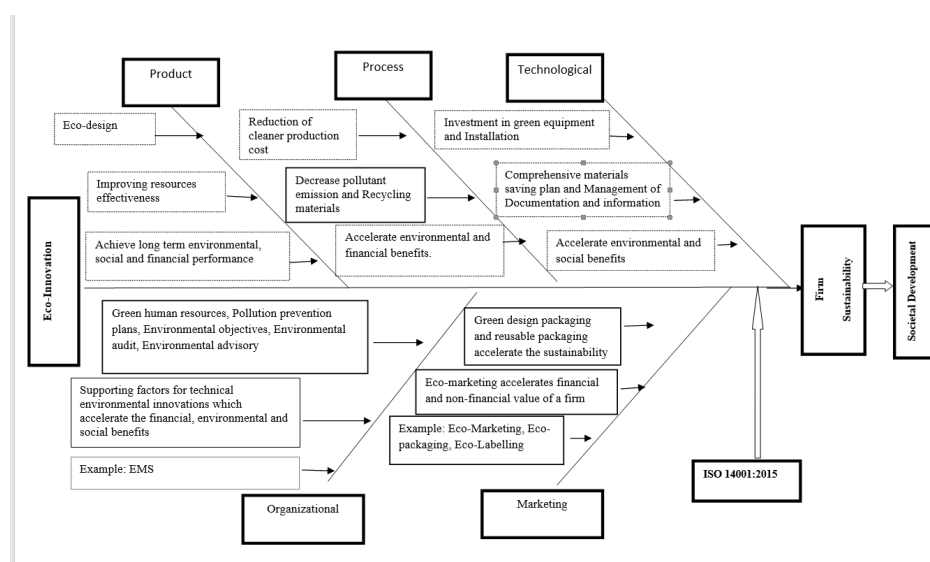 Product
Process
Technological
Eco-design
Reduction of
cleaner production
cost
Investment in green equipment
and Installation
Improving resources
effectiveness
Decrease pollutant
emission and Recycling
materials
Comprehensive materials
saving plan and Management of
Documentation and information
Achieve long term environmental,
social and financial performance
Accelerate environmental and
financial benefits.
Accelerate environmental and
social benefits
Eco-Innovation
Firm
Sustainability
Societal Development
Green human resources, Pollution prevention
plans, Environmental objectives, Environmental
audit, Environmental advisory
Green design packaging
and reusable packaging
accelerate the sustainability
Supporting factors for technical
environmental innovations which
accelerate the financial, environmental and
social benefits
Eco-marketing accelerates financial
and non-financial value of a firm
Example: Eco-Marketing, Eco-
packaging, Eco-Labelling
Example: EMS
ISO 14001:2015
Organizational
Marketing